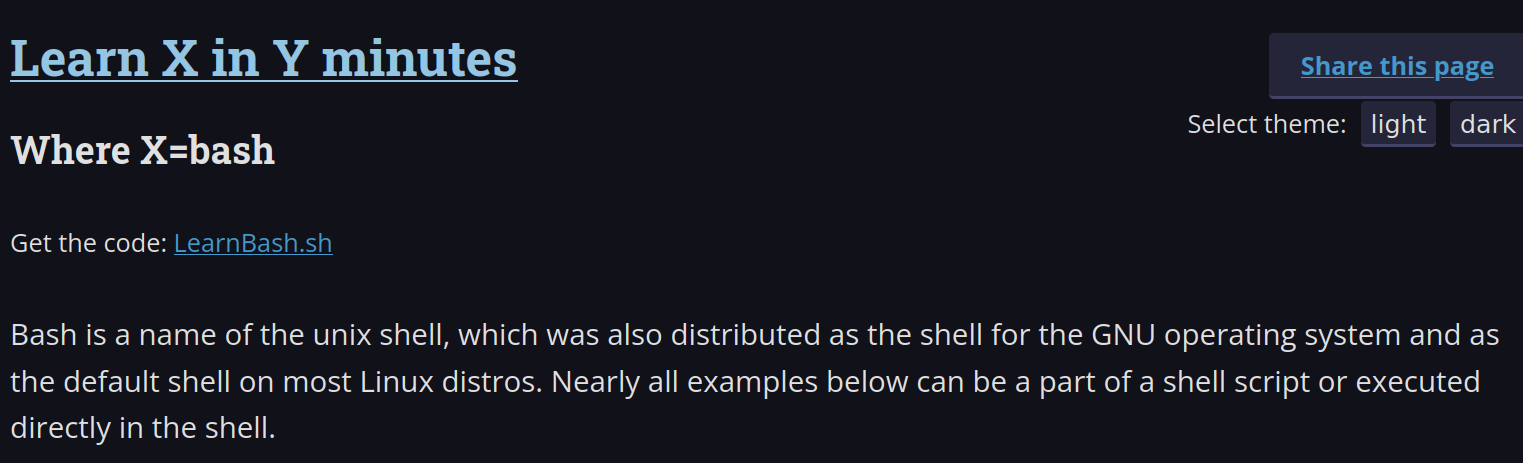 Learn X in Y minutes
Share this page
Select theme: light dark
Where X=bash
Get the code: LearnBash.sh
Bash is a name of the unix shell, which was also distributed as the shell for the GNU operating system and as
the default shell on most Linux distros. Nearly all examples below can be a part of a shell script or executed
directly in the shell.